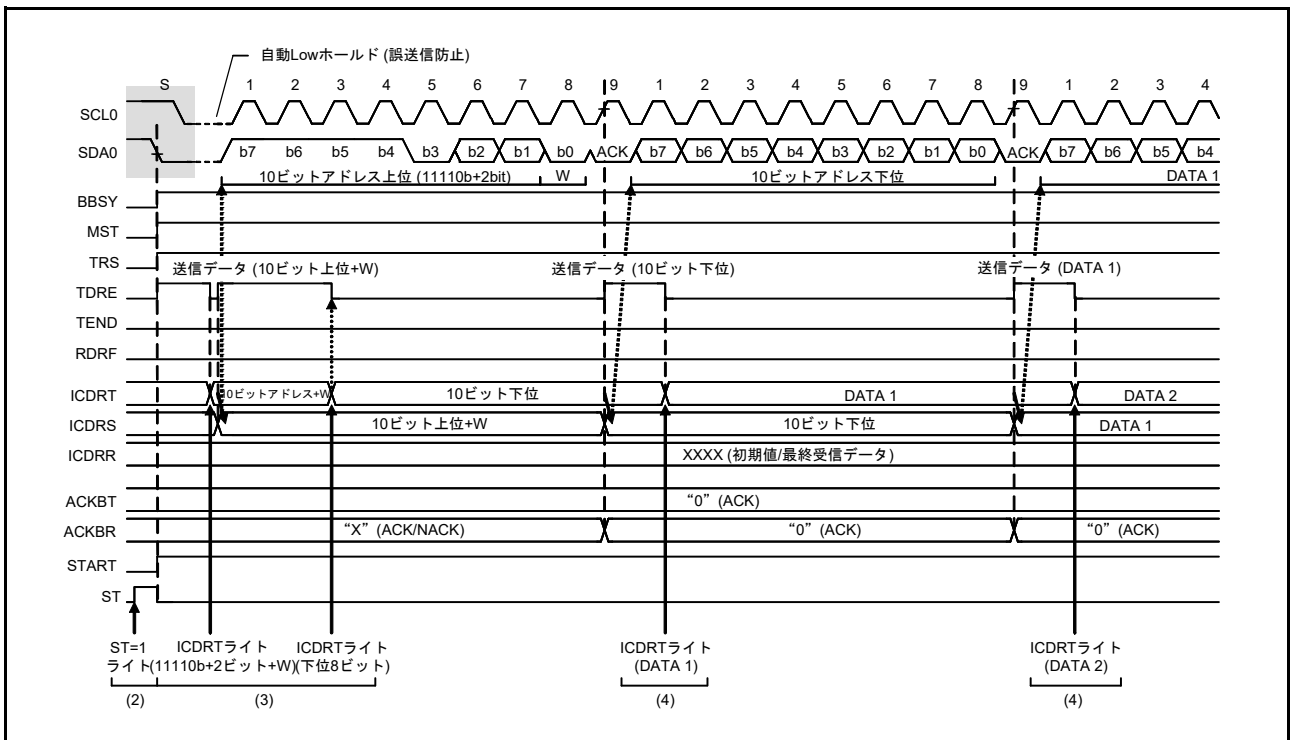 自動Lowホールド (誤送信防止)
S 1 2 3 4 5 6 7 8 9 1 2 3 4 5 6 7 8 9 1 2 3 4
SCL0
SDA0 b7 b6 b5 b4 b3 b2 b1 b0 ACK b7 b6 b5 b4 b3 b2 b1 b0 ACK b7 b6 b5 b4
10ビットアドレス上位 (11110b+2bit) W 10ビットアドレス下位 DATA 1
BBSY
MST
TRS
送信データ (10ビット上位+W) 送信データ (10ビット下位) 送信データ (DATA 1)
TDRE
TEND
RDRF
ICDRT 10ビットアドレス+W 10ビット下位 DATA 1 DATA 2
ICDRS 10ビット上位+W 10ビット下位 DATA 1
ICDRR XXXX (初期値/最終受信データ)
ACKBT “0” (ACK)
ACKBR “X” (ACK/NACK) “0” (ACK) “0” (ACK)
START
ST
ST=1 ICDRTライト ICDRTライト ICDRTライト ICDRTライト
ライト (11110b+2ビット+W) (下位8ビット) (DATA 1) (DATA 2)
(2) (3) (4) (4)